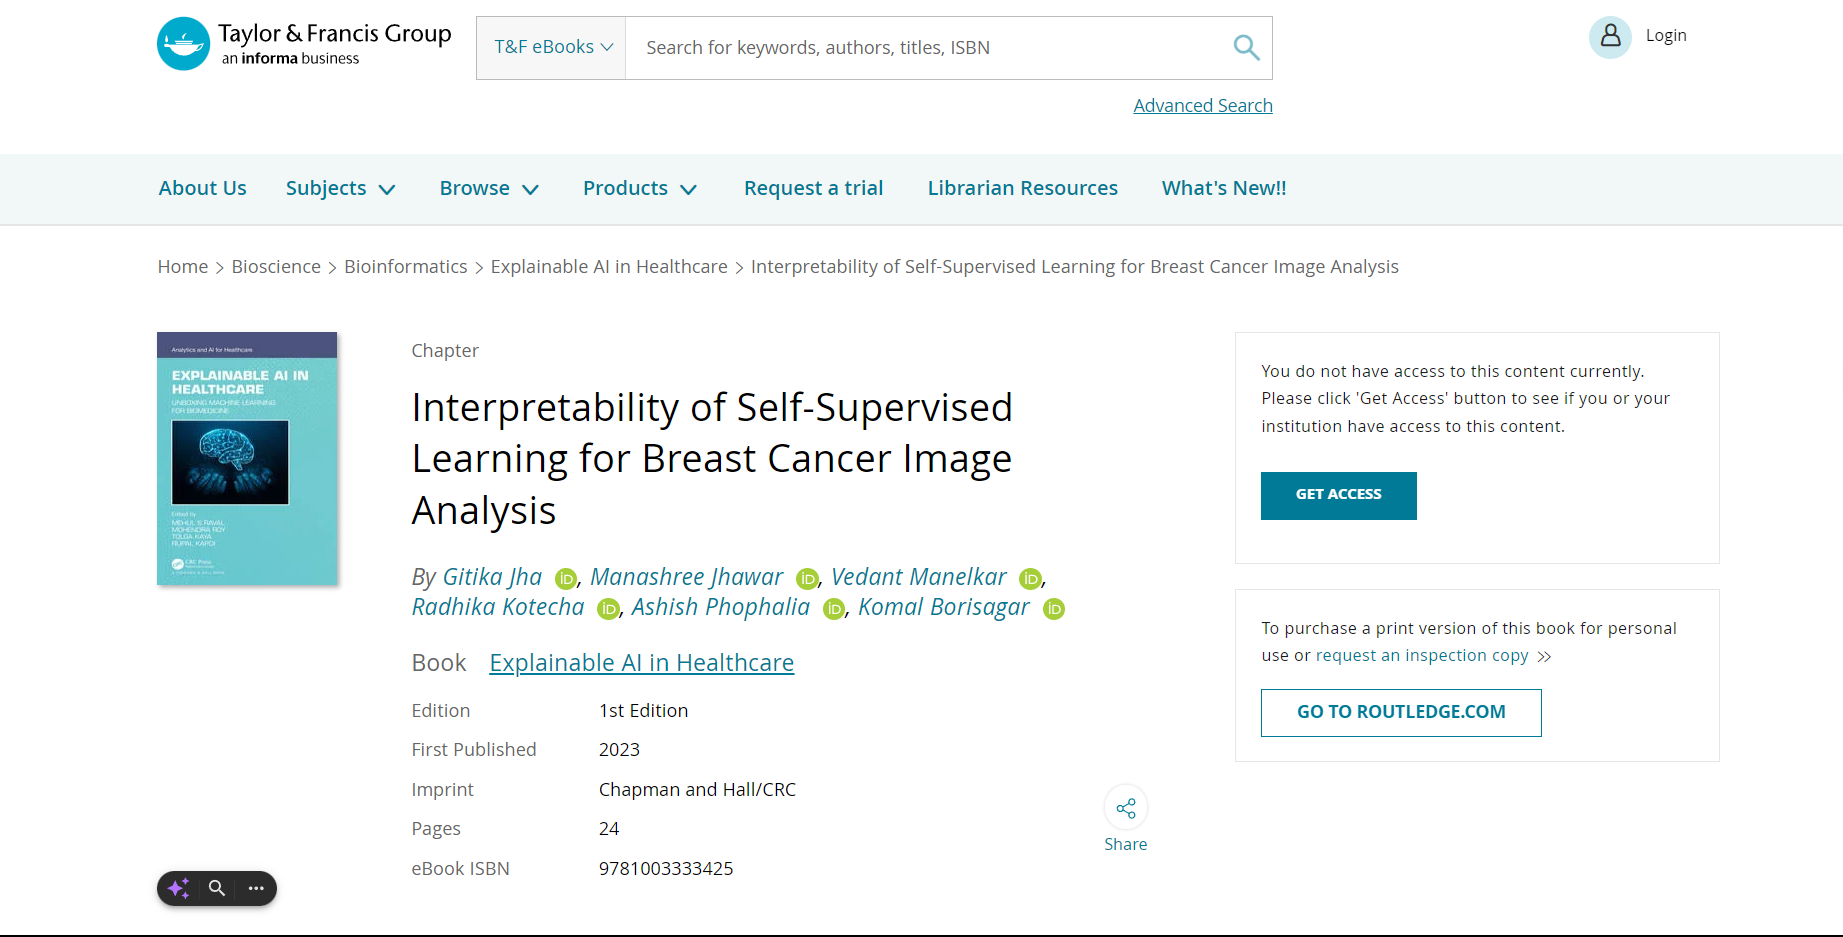 Taylor & Francis Group
an informa business
T&F eBooks
Search for keywords, authors, titles, ISBN
Login
Advanced Search
About Us
Subjects
Browse
Products
Request a trial
Librarian Resources
What's New!!
Home > Bioscience > Bioinformatics > Explainable AI in Healthcare > Interpretability of Self-Supervised Learning for Breast Cancer Image Analysis
Analytics and AI for Healthcare
EXPLAINABLE AI IN
HEALTHCARE
UNBOXING MACHINE LEARNING
FOR BIOMEDICINE
Edited by
MEHUL S RAVAL
MOHENDRA ROY
TOLGA KAYA
RUPAL KAPDI
CRC Press
Chapter
Interpretability of Self-Supervised
Learning for Breast Cancer Image
Analysis
By Gitika Jha iD, Manashree Jhawar iD, Vedant Manelkar iD,
Radhika Kotecha iD, Ashish Phophalia iD, Komal Borisagar iD
Book Explainable AI in Healthcare
Edition 1st Edition
First Published 2023
Imprint Chapman and Hall/CRC
Pages 24
eBook ISBN 9781003333425
Share
You do not have access to this content currently.
Please click 'Get Access' button to see if you or your
institution have access to this content.
GET ACCESS
To purchase a print version of this book for personal
use or request an inspection copy >>
GO TO ROUTLEDGE.COM